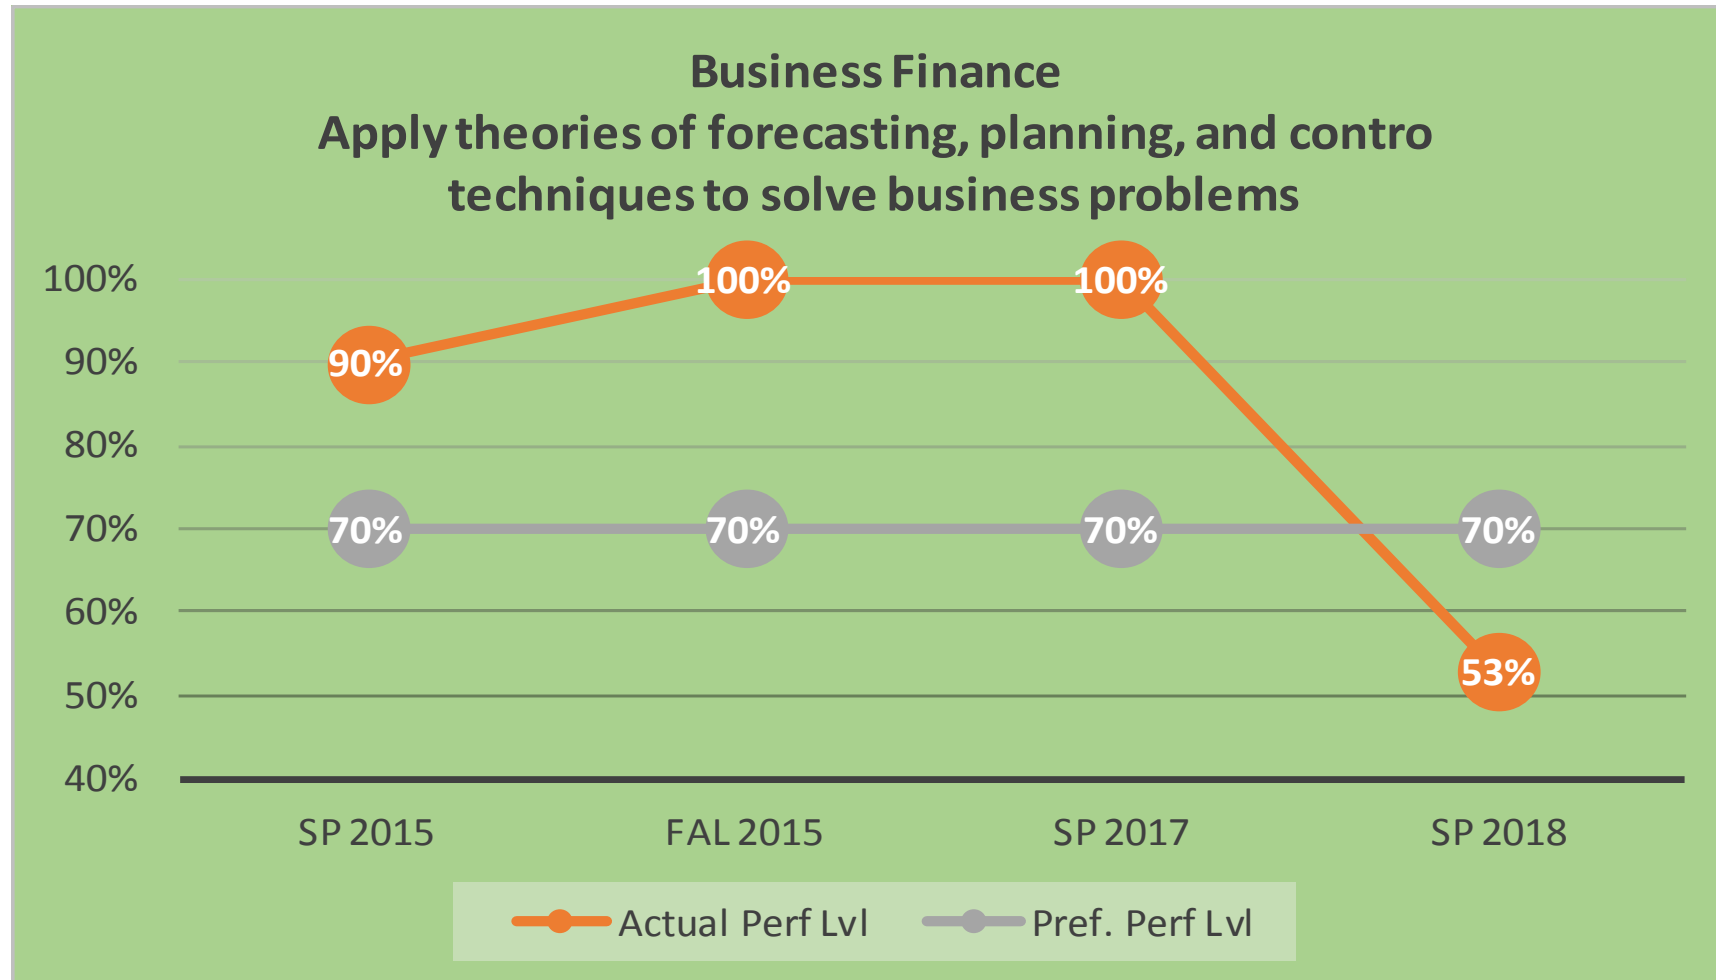 Business Finance
Apply theories of forecasting, planning, and contro
techniques to solve business problems
100%
90%
80%
70%
60%
50%
40%
90%
100%
100%
53%
70%
70%
70%
70%
SP 2015
FAL 2015
SP 2017
SP 2018
Actual Perf Lvl
Pref. Perf Lvl